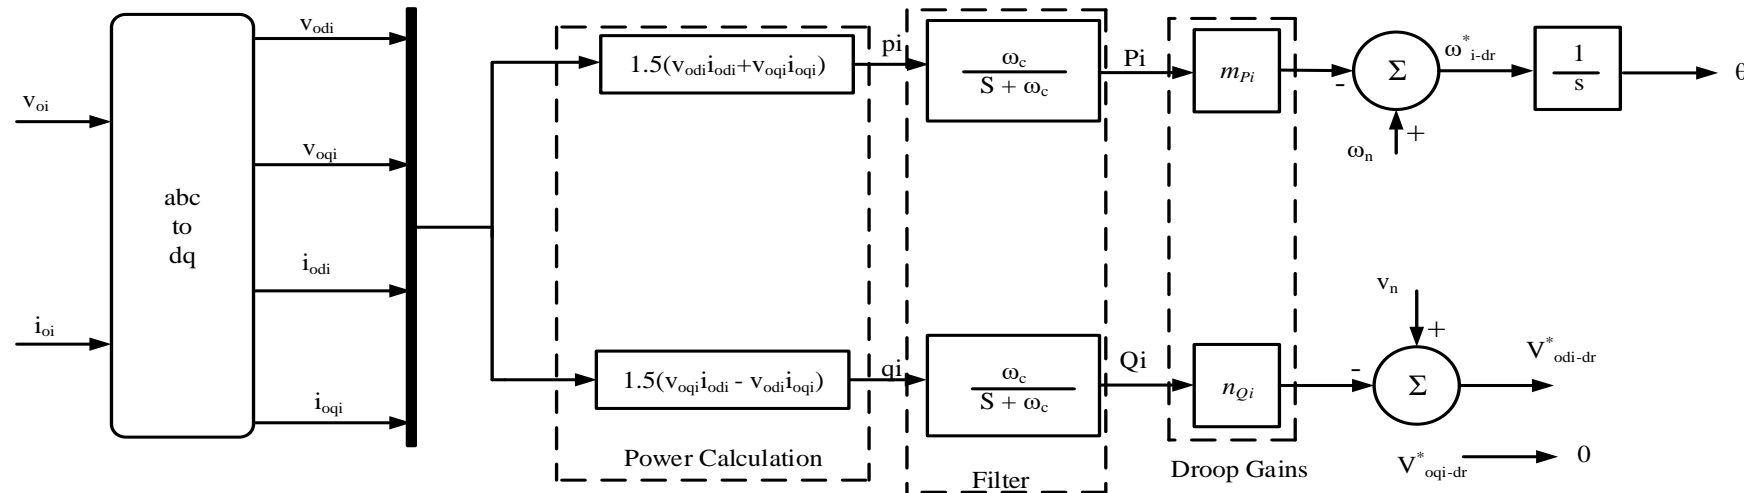 v_oi
i_oi
abc
to
dq
v_odi
v_oqi
i_odi
i_oqi
1.5(v_odi i_odi+v_oqi i_oqi)
1.5(v_oqi i_odi - v_odi i_oqi)
Power Calculation
pi
qi
ω_c
S + ω_c
ω_c
S + ω_c
Filter
Pi
Qi
m_Pi
n_Qi
Droop Gains
-
Σ
+
ω_n
ω*_i-dr
1
s
θ
v_n
+
-
Σ
V*_odi-dr
V*_oqi-dr
0